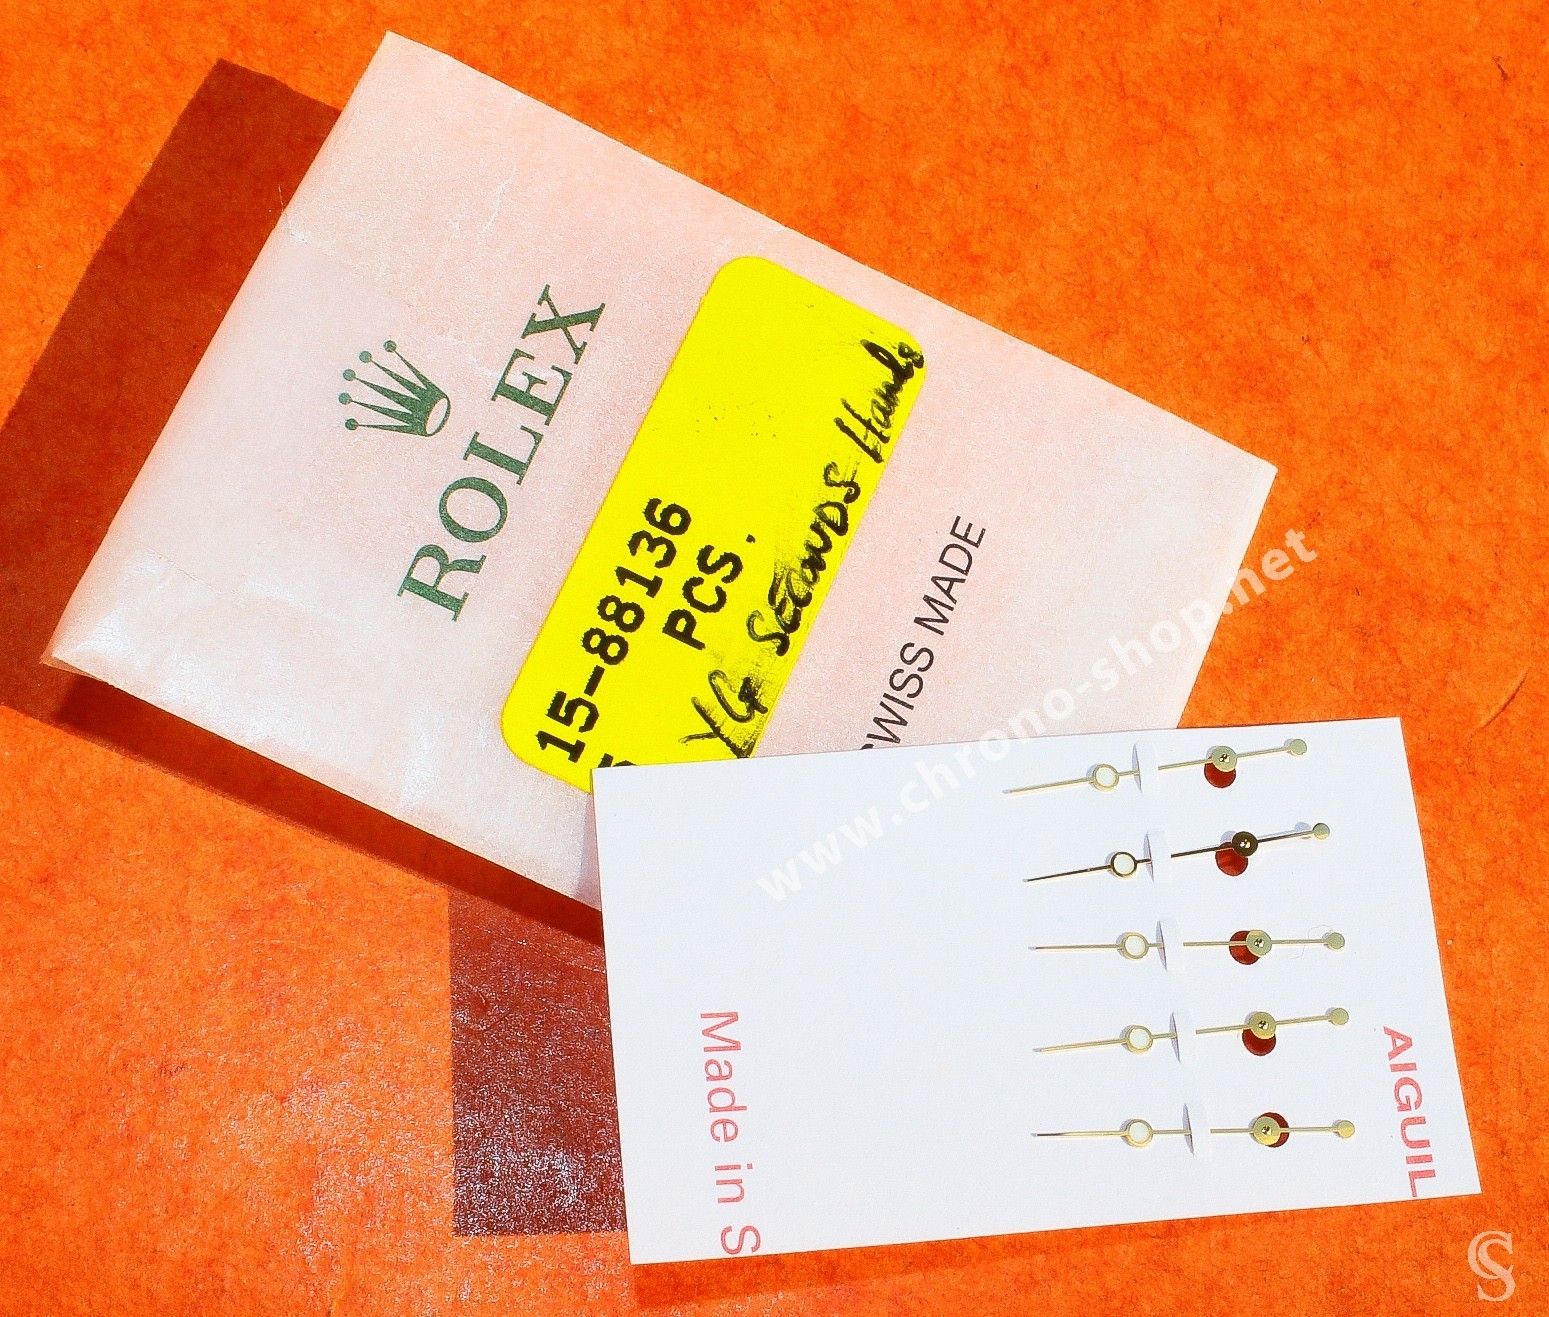 ROLEX
15-88136
PCS.
YG SECONDS Hands
SWISS MADE
www.chrono-shop.net
AIGUIL
Made in S